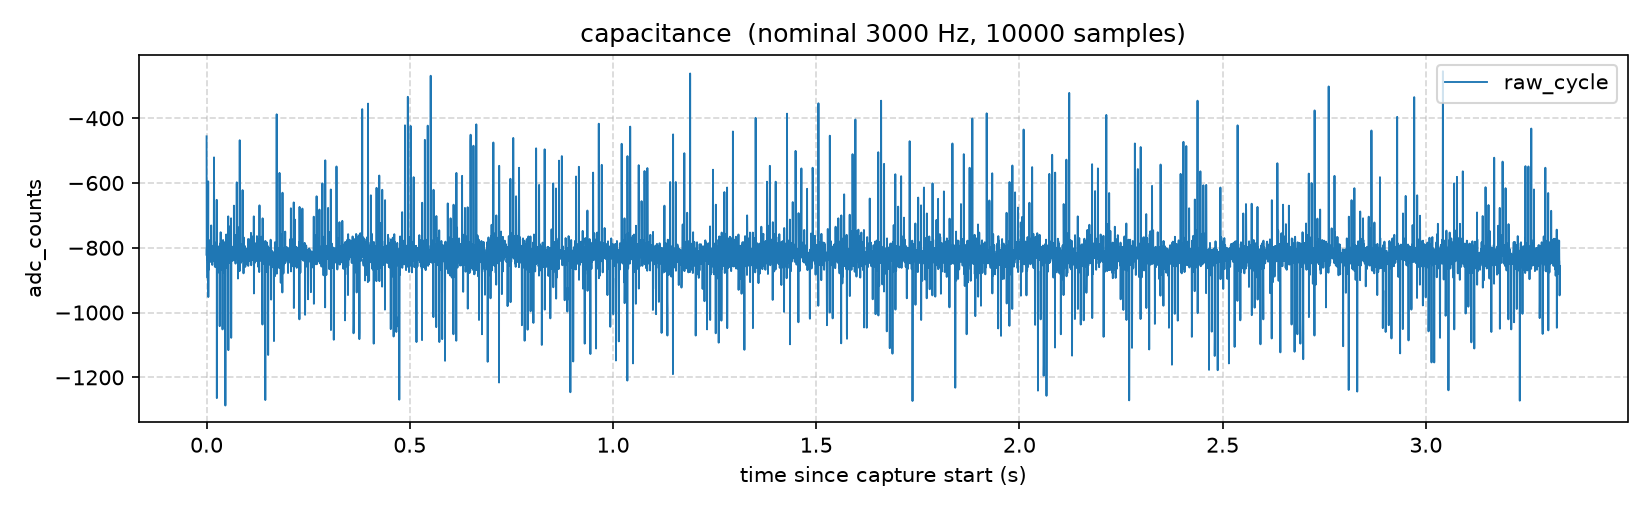 capacitance  (nominal 3000 Hz, 10000 samples)
raw_cycle
adc_counts
−400
−600
−800
−1000
−1200
0.0 0.5 1.0 1.5 2.0 2.5 3.0
time since capture start (s)